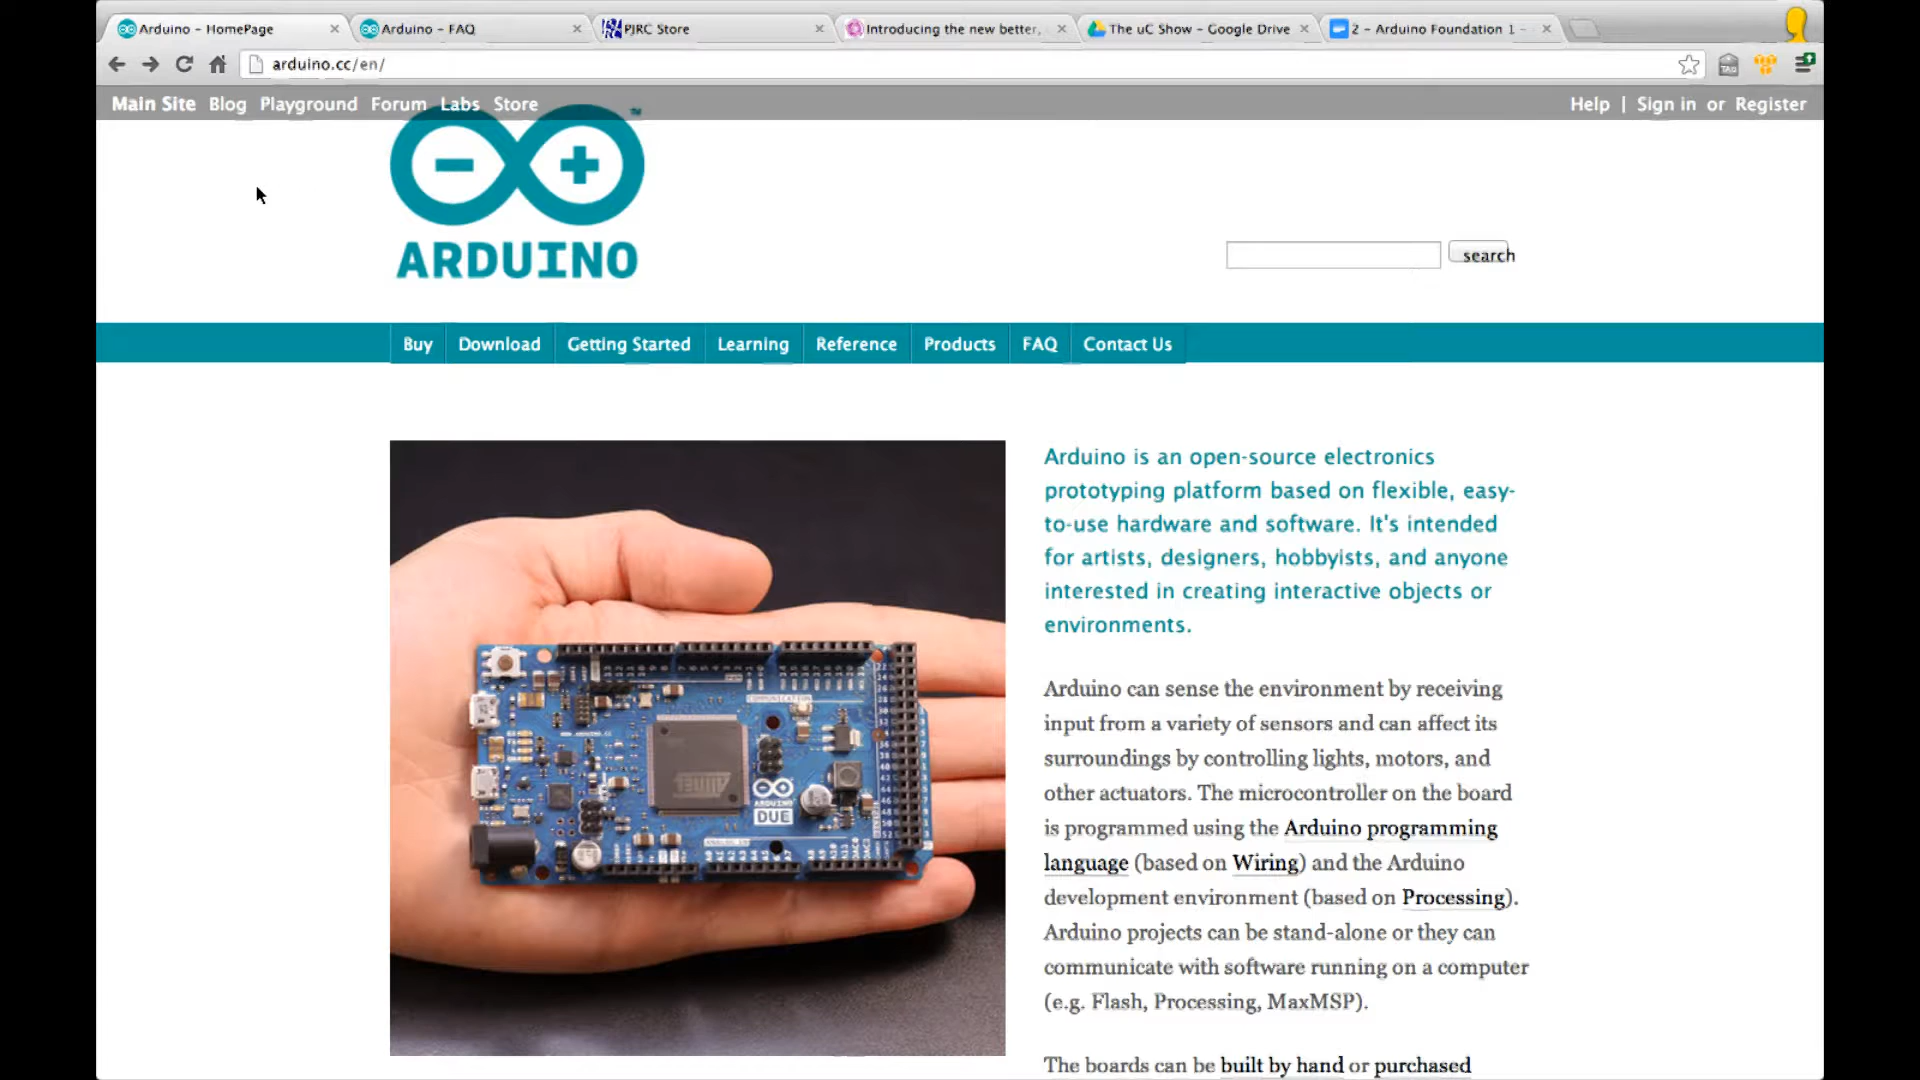 Arduino - HomePage
Arduino - FAQ
PJRC Store
Introducing the new better,
The uC Show - Google Drive
2 - Arduino Foundation 1 -
arduino.cc/en/
Main Site Blog Playground Forum Labs Store
Help | Sign in or Register
ARDUINO
search
Buy Download Getting Started Learning Reference Products FAQ Contact Us
Arduino is an open-source electronics
prototyping platform based on flexible, easy-
to-use hardware and software. It's intended
for artists, designers, hobbyists, and anyone
interested in creating interactive objects or
environments.
Arduino can sense the environment by receiving
input from a variety of sensors and can affect its
surroundings by controlling lights, motors, and
other actuators. The microcontroller on the board
is programmed using the Arduino programming
language (based on Wiring) and the Arduino
development environment (based on Processing).
Arduino projects can be stand-alone or they can
communicate with software running on a computer
(e.g. Flash, Processing, MaxMSP).
The boards can be built by hand or purchased
COMMUNICATION
ATMEL
ARDUINO
DUE